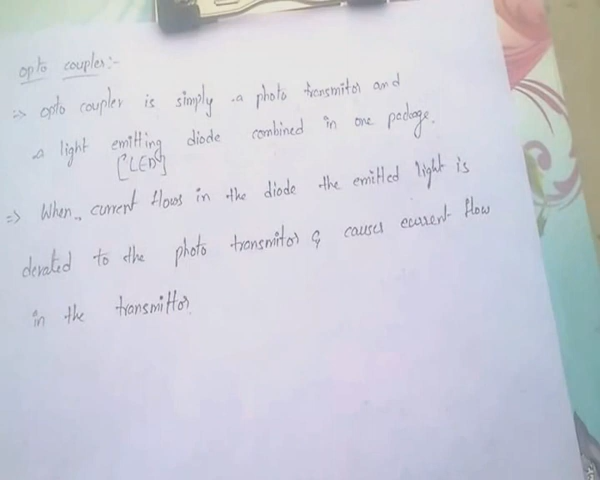 opto coupler:-
=> opto coupler is simply a photo transmitor and
a light emitting diode combined in one package.
[LED]
=> When current flows in the diode the emitted light is
derated to the photo transmitor & causes current flow
in the transmittor.